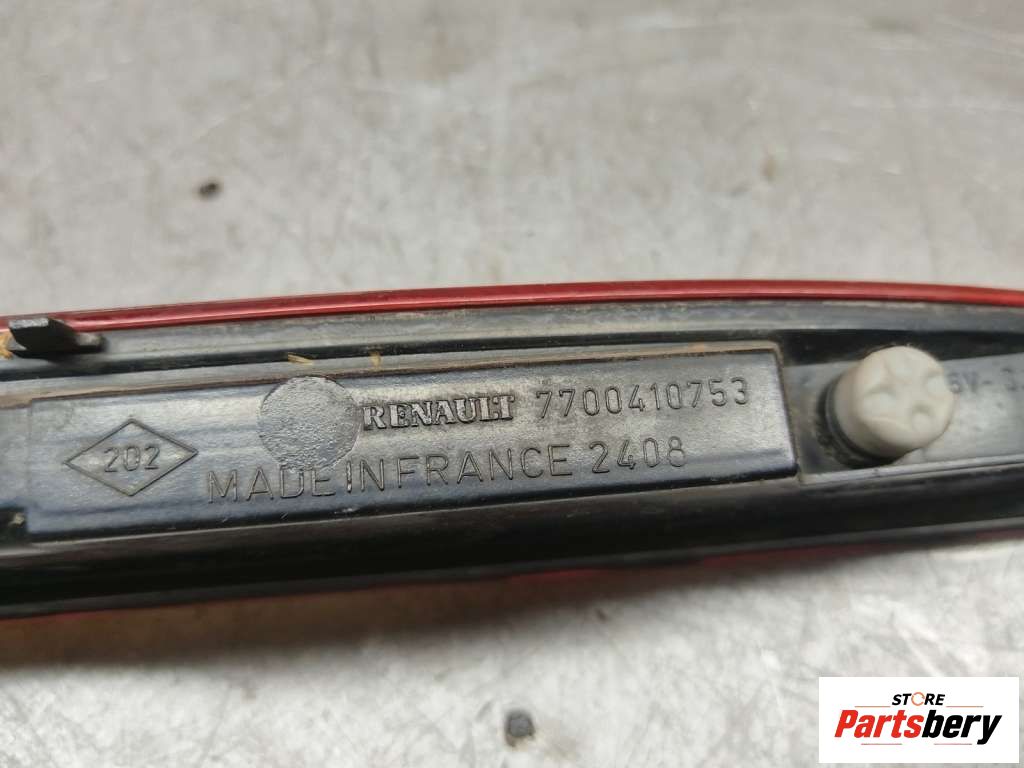 RENAULT 7700410753
202
MADE IN FRANCE 2408
STORE
Partsbery